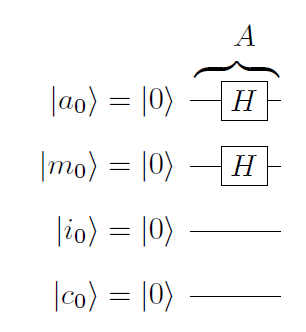 A
|a₀⟩ = |0⟩ H
|m₀⟩ = |0⟩ H
|i₀⟩ = |0⟩
|c₀⟩ = |0⟩